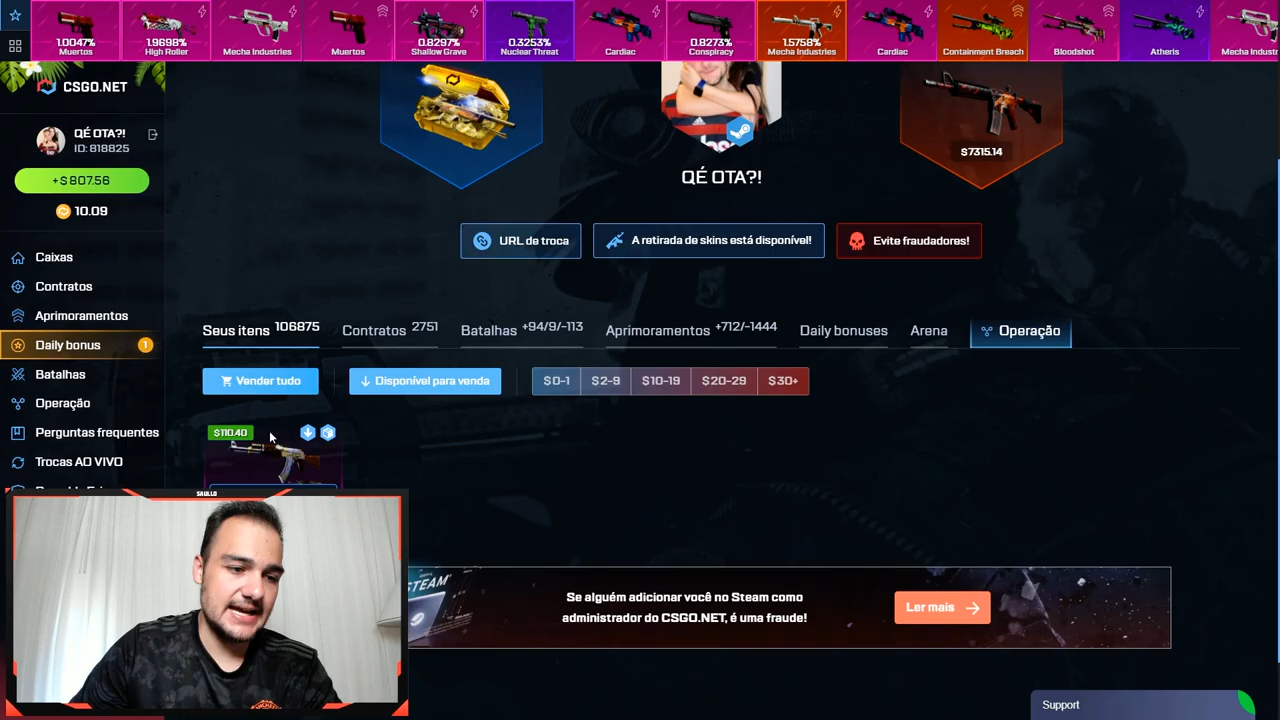 1.0047%
Muertos
1.9698%
High Roller
Mecha Industries
Muertos
0.8297%
Shallow Grave
0.3253%
Nuclear Threat
Cardiac
0.8273%
Conspiracy
1.5758%
Mecha Industries
Cardiac
Containment Breach
Bloodshot
Atheris
Mecha Indust
CSGO.NET
QÉ OTA?!
ID: 818825
+$ 807.56
10.09
Caixas
Contratos
Aprimoramentos
Daily bonus 1
Batalhas
Operação
Perguntas frequentes
Trocas AO VIVO
$7315.14
QÉ OTA?!
URL de troca
A retirada de skins está disponível!
Evite fraudadores!
Seus itens 106875
Contratos 2751
Batalhas +94/9/-113
Aprimoramentos +712/-1444
Daily bonuses
Arena
Operação
Vender tudo
Disponível para venda
$0-1
$2-9
$10-19
$20-29
$30+
$110.40
SAULLO
STEAM
Se alguém adicionar você no Steam como
administrador do CSGO.NET, é uma fraude!
Ler mais
Support